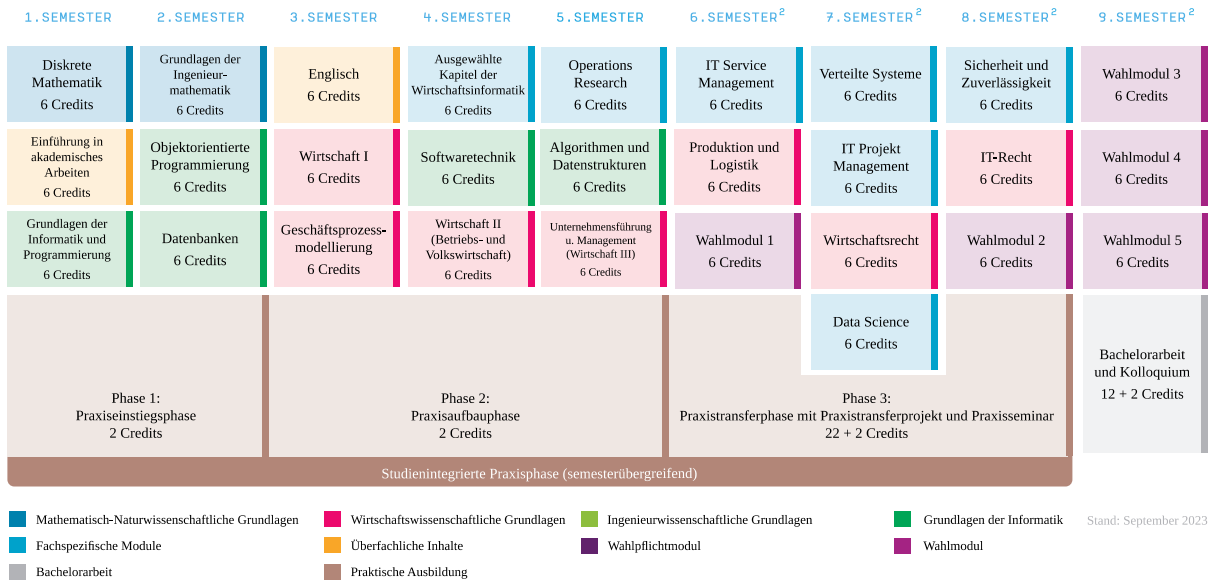 1.SEMESTER
2.SEMESTER
3.SEMESTER
4.SEMESTER
5.SEMESTER
6.SEMESTER²
7.SEMESTER²
8.SEMESTER²
9.SEMESTER²
Diskrete
Mathematik
6 Credits
Grundlagen der
Ingenieur-
mathematik
6 Credits
Englisch
6 Credits
Ausgewählte
Kapitel der
Wirtschaftsinformatik
6 Credits
Operations
Research
6 Credits
IT Service
Management
6 Credits
Verteilte Systeme
6 Credits
Sicherheit und
Zuverlässigkeit
6 Credits
Wahlmodul 3
6 Credits
Einführung in
akademisches
Arbeiten
6 Credits
Objektorientierte
Programmierung
6 Credits
Wirtschaft I
6 Credits
Softwaretechnik
6 Credits
Algorithmen und
Datenstrukturen
6 Credits
Produktion und
Logistik
6 Credits
IT Projekt
Management
6 Credits
IT-Recht
6 Credits
Wahlmodul 4
6 Credits
Grundlagen der
Informatik und
Programmierung
6 Credits
Datenbanken
6 Credits
Geschäftsprozess-
modellierung
6 Credits
Wirtschaft II
(Betriebs- und
Volkswirtschaft)
6 Credits
Unternehmensführung
u. Management
(Wirtschaft III)
6 Credits
Wahlmodul 1
6 Credits
Wirtschaftsrecht
6 Credits
Wahlmodul 2
6 Credits
Wahlmodul 5
6 Credits
Data Science
6 Credits
Bachelorarbeit
und Kolloquium
12 + 2 Credits
Phase 1:
Praxiseinstiegsphase
2 Credits
Phase 2:
Praxisaufbauphase
2 Credits
Phase 3:
Praxistransferphase mit Praxistransferprojekt und Praxisseminar
22 + 2 Credits
Studienintegrierte Praxisphase (semesterübergreifend)
Mathematisch-Naturwissenschaftliche Grundlagen
Wirtschaftswissenschaftliche Grundlagen
Ingenieurwissenschaftliche Grundlagen
Grundlagen der Informatik
Stand: September 2023
Fachspezifische Module
Überfachliche Inhalte
Wahlpflichtmodul
Wahlmodul
Bachelorarbeit
Praktische Ausbildung